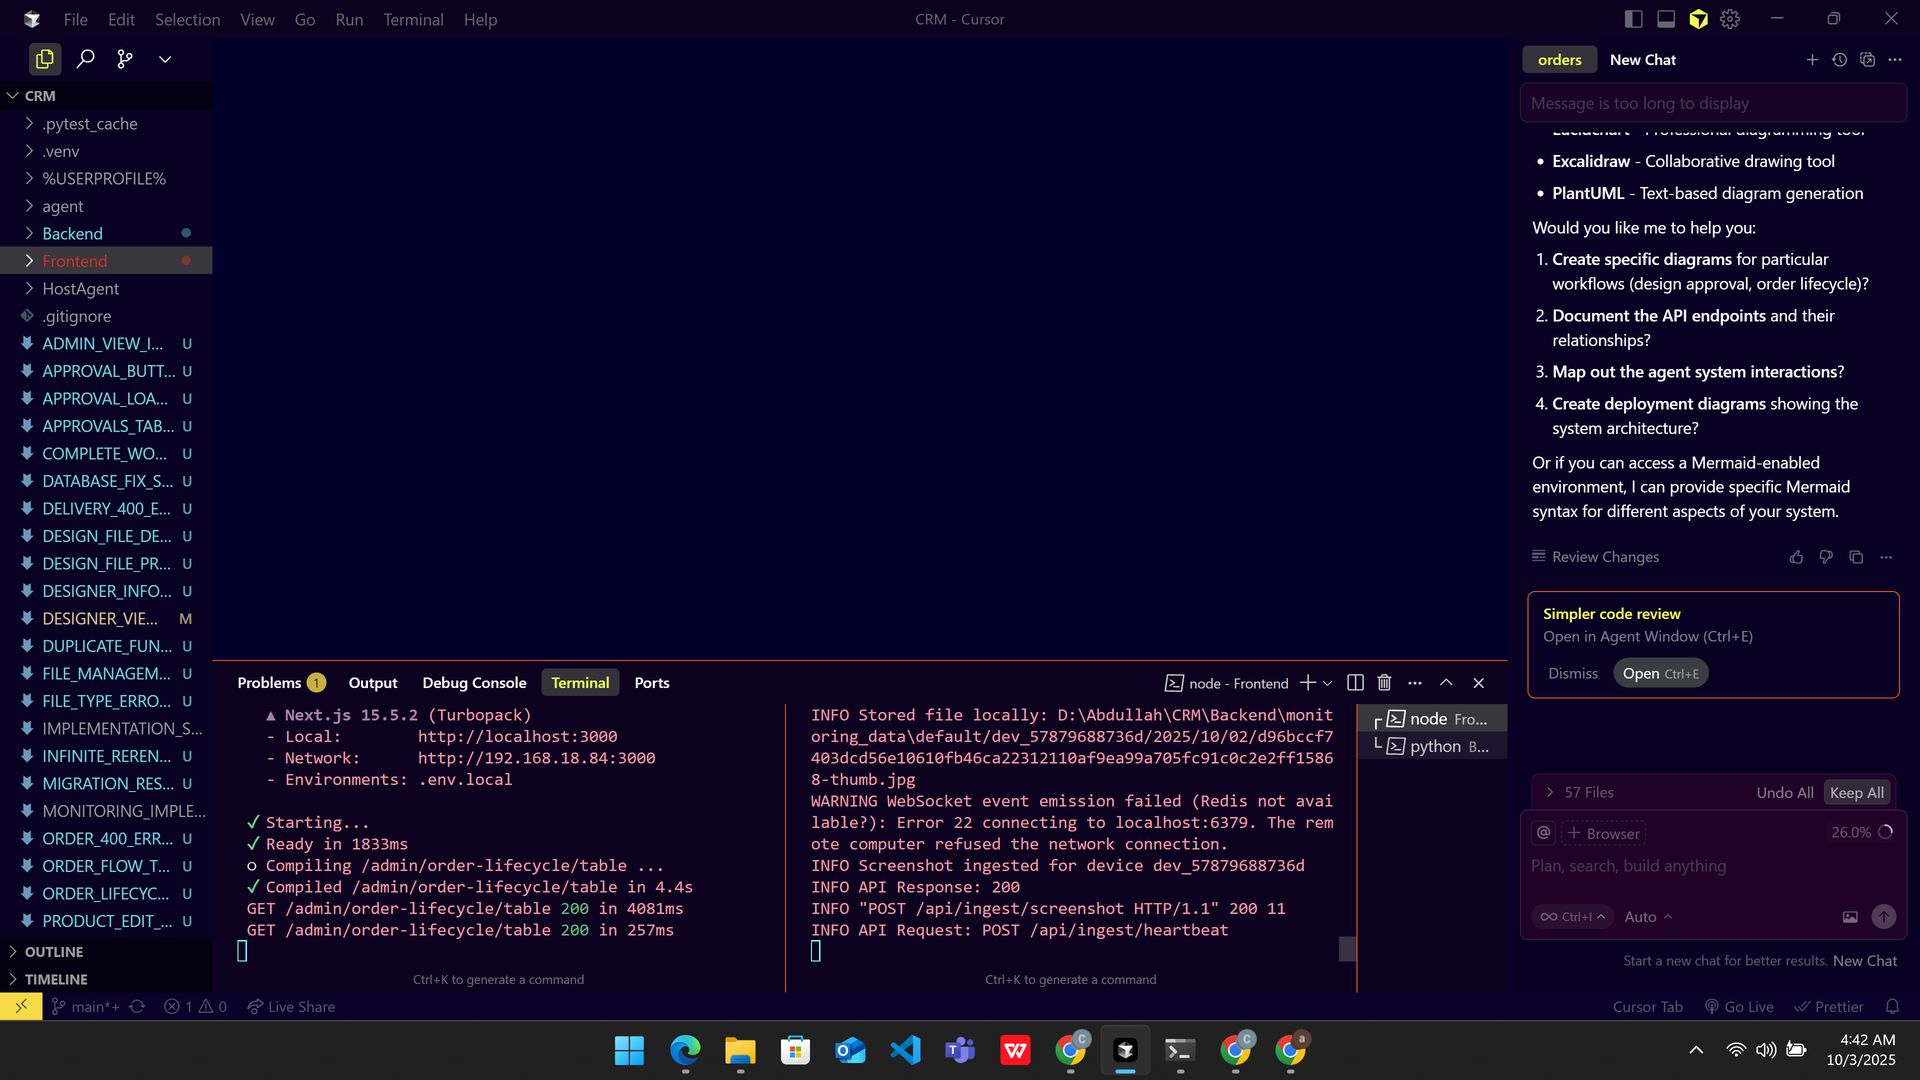 File Edit Selection View Go Run Terminal Help
CRM - Cursor
CRM
.pytest_cache
.venv
%USERPROFILE%
agent
Backend
Frontend
HostAgent
.gitignore
ADMIN_VIEW_I... U
APPROVAL_BUTT... U
APPROVAL_LOA... U
APPROVALS_TAB... U
COMPLETE_WO... U
DATABASE_FIX_S... U
DELIVERY_400_E... U
DESIGN_FILE_DE... U
DESIGN_FILE_PR... U
DESIGNER_INFO... U
DESIGNER_VIE... M
DUPLICATE_FUN... U
FILE_MANAGEM... U
FILE_TYPE_ERRO... U
IMPLEMENTATION_S...
INFINITE_REREN... U
MIGRATION_RES... U
MONITORING_IMPLE...
ORDER_400_ERR... U
ORDER_FLOW_T... U
ORDER_LIFECYC... U
PRODUCT_EDIT_... U
OUTLINE
TIMELINE
Problems 1 Output Debug Console Terminal Ports
node - Frontend
▲ Next.js 15.5.2 (Turbopack)
- Local: http://localhost:3000
- Network: http://192.168.18.84:3000
- Environments: .env.local
✓ Starting...
✓ Ready in 1833ms
○ Compiling /admin/order-lifecycle/table ...
✓ Compiled /admin/order-lifecycle/table in 4.4s
GET /admin/order-lifecycle/table 200 in 4081ms
GET /admin/order-lifecycle/table 200 in 257ms
Ctrl+K to generate a command
INFO Stored file locally: D:\Abdullah\CRM\Backend\monit
oring_data\default/dev_57879688736d/2025/10/02/d96bccf7
403dcd56e10610fb46ca22312110af9ea99a705fc91c0c2e2ff1586
8-thumb.jpg
WARNING WebSocket event emission failed (Redis not avai
lable?): Error 22 connecting to localhost:6379. The rem
ote computer refused the network connection.
INFO Screenshot ingested for device dev_57879688736d
INFO API Response: 200
INFO "POST /api/ingest/screenshot HTTP/1.1" 200 11
INFO API Request: POST /api/ingest/heartbeat
Ctrl+K to generate a command
node Fro...
python B...
orders New Chat
Message is too long to display
Lucidchart - Professional diagramming tool
• Excalidraw - Collaborative drawing tool
• PlantUML - Text-based diagram generation
Would you like me to help you:
1. Create specific diagrams for particular
workflows (design approval, order lifecycle)?
2. Document the API endpoints and their
relationships?
3. Map out the agent system interactions?
4. Create deployment diagrams showing the
system architecture?
Or if you can access a Mermaid-enabled
environment, I can provide specific Mermaid
syntax for different aspects of your system.
Review Changes
Simpler code review
Open in Agent Window (Ctrl+E)
Dismiss Open Ctrl+E
57 Files Undo All Keep All
@ + Browser 26.0%
Plan, search, build anything
∞ Ctrl+I Auto
Start a new chat for better results. New Chat
main*+ 1 0 Live Share
Cursor Tab Go Live Prettier
4:42 AM
10/3/2025